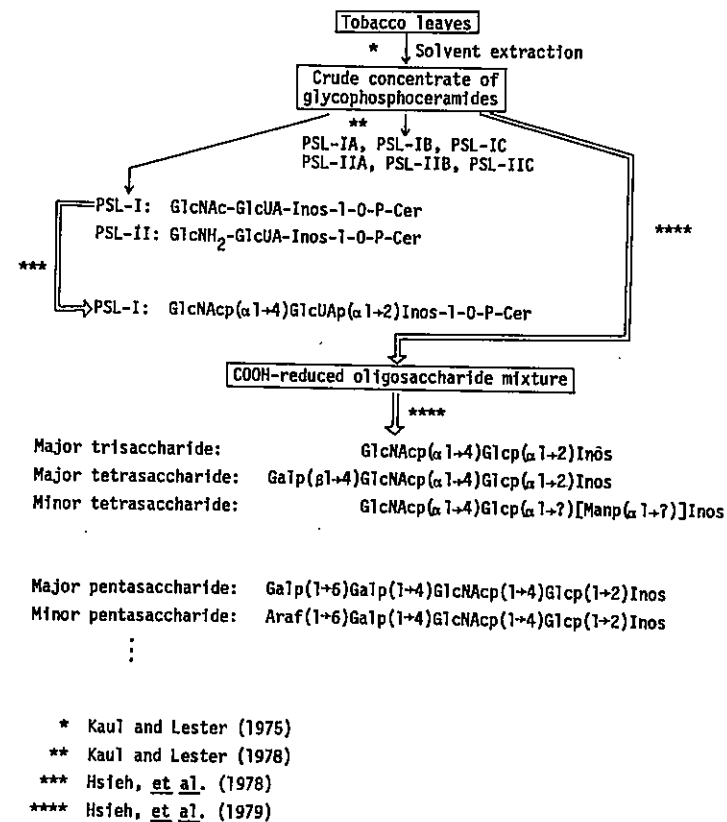 Tobacco leaves
* Solvent extraction
Crude concentrate of
glycophosphoceramides
**
PSL-IA, PSL-IB, PSL-IC
PSL-IIA, PSL-IIB, PSL-IIC
PSL-I: GlcNAc-GlcUA-Inos-1-O-P-Cer
PSL-II: GlcNH2-GlcUA-Inos-1-O-P-Cer
***
****
PSL-I: GlcNAcp(α1→4)GlcUAp(α1→2)Inos-1-O-P-Cer
COOH-reduced oligosaccharide mixture
****
Major trisaccharide: GlcNAcp(α1→4)Glcp(α1→2)Inos
Major tetrasaccharide: Galp(β1→4)GlcNAcp(α1→4)Glcp(α1→2)Inos
Minor tetrasaccharide: GlcNAcp(α1→4)Glcp(α1→?)[Manp(α1→?)]Inos
Major pentasaccharide: Galp(1→6)Galp(1→4)GlcNAcp(1→4)Glcp(1→2)Inos
Minor pentasaccharide: Araf(1→6)Galp(1→4)GlcNAcp(1→4)Glcp(1→2)Inos
* Kaul and Lester (1975)
** Kaul and Lester (1978)
*** Hsieh, et al. (1978)
**** Hsieh, et al. (1979)